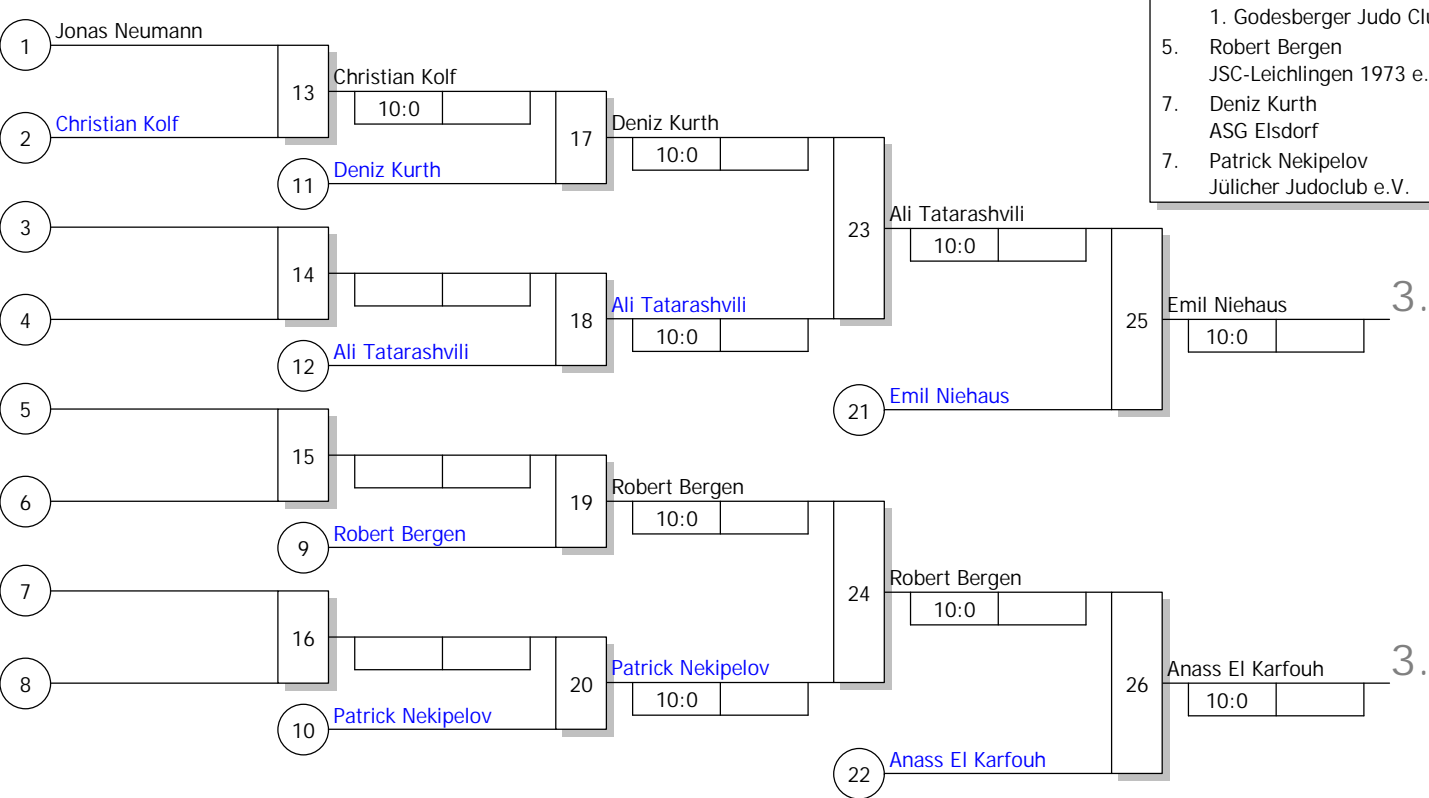 1. Godesberger Judo Clu
5. Robert Bergen
JSC-Leichlingen 1973 e.
7. Deniz Kurth
ASG Elsdorf
7. Patrick Nekipelov
Jülicher Judoclub e.V.
1 Jonas Neumann
13 Christian Kolf
10:0
2 Christian Kolf
17 Deniz Kurth
10:0
11 Deniz Kurth
3
14
4
23 Ali Tatarashvili
10:0
18 Ali Tatarashvili
10:0
12 Ali Tatarashvili
25 Emil Niehaus 3.
10:0
21 Emil Niehaus
5
15
6
19 Robert Bergen
10:0
9 Robert Bergen
7
16
8
24 Robert Bergen
10:0
20 Patrick Nekipelov
10:0
10 Patrick Nekipelov
26 Anass El Karfouh 3.
10:0
22 Anass El Karfouh